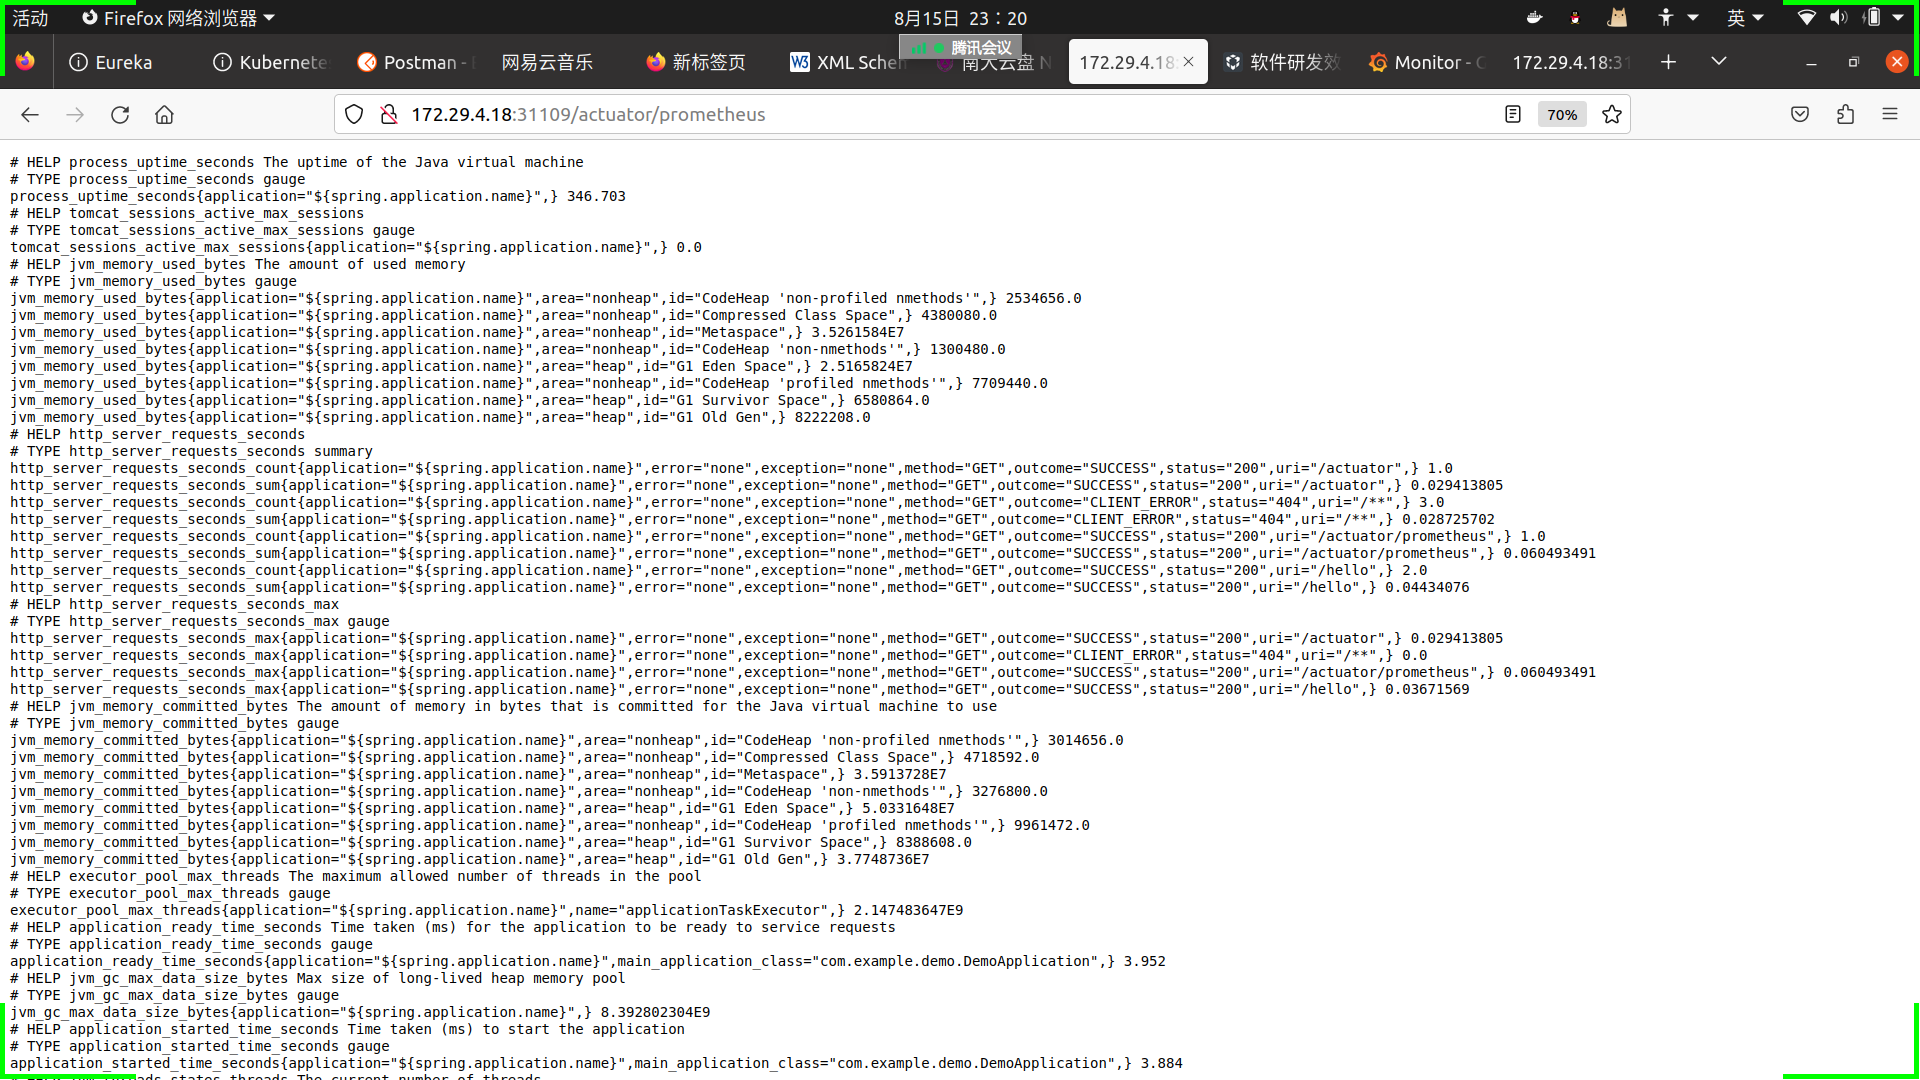 活动
Firefox 网络浏览器
8月15日 23：20
英
腾讯会议
Eureka
Kubernete
Postman -
网易云音乐
新标签页
XML Schem
南大云盘 N
172.29.4.18:
软件研发效
Monitor - G
172.29.4.18:31
172.29.4.18:31109/actuator/prometheus
70%
# HELP process_uptime_seconds The uptime of the Java virtual machine
# TYPE process_uptime_seconds gauge
process_uptime_seconds{application="${spring.application.name}",} 346.703
# HELP tomcat_sessions_active_max_sessions
# TYPE tomcat_sessions_active_max_sessions gauge
tomcat_sessions_active_max_sessions{application="${spring.application.name}",} 0.0
# HELP jvm_memory_used_bytes The amount of used memory
# TYPE jvm_memory_used_bytes gauge
jvm_memory_used_bytes{application="${spring.application.name}",area="nonheap",id="CodeHeap 'non-profiled nmethods'",} 2534656.0
jvm_memory_used_bytes{application="${spring.application.name}",area="nonheap",id="Compressed Class Space",} 4380080.0
jvm_memory_used_bytes{application="${spring.application.name}",area="nonheap",id="Metaspace",} 3.5261584E7
jvm_memory_used_bytes{application="${spring.application.name}",area="nonheap",id="CodeHeap 'non-nmethods'",} 1300480.0
jvm_memory_used_bytes{application="${spring.application.name}",area="heap",id="G1 Eden Space",} 2.5165824E7
jvm_memory_used_bytes{application="${spring.application.name}",area="nonheap",id="CodeHeap 'profiled nmethods'",} 7709440.0
jvm_memory_used_bytes{application="${spring.application.name}",area="heap",id="G1 Survivor Space",} 6580864.0
jvm_memory_used_bytes{application="${spring.application.name}",area="heap",id="G1 Old Gen",} 8222208.0
# HELP http_server_requests_seconds
# TYPE http_server_requests_seconds summary
http_server_requests_seconds_count{application="${spring.application.name}",error="none",exception="none",method="GET",outcome="SUCCESS",status="200",uri="/actuator",} 1.0
http_server_requests_seconds_sum{application="${spring.application.name}",error="none",exception="none",method="GET",outcome="SUCCESS",status="200",uri="/actuator",} 0.029413805
http_server_requests_seconds_count{application="${spring.application.name}",error="none",exception="none",method="GET",outcome="CLIENT_ERROR",status="404",uri="/**",} 3.0
http_server_requests_seconds_sum{application="${spring.application.name}",error="none",exception="none",method="GET",outcome="CLIENT_ERROR",status="404",uri="/**",} 0.028725702
http_server_requests_seconds_count{application="${spring.application.name}",error="none",exception="none",method="GET",outcome="SUCCESS",status="200",uri="/actuator/prometheus",} 1.0
http_server_requests_seconds_sum{application="${spring.application.name}",error="none",exception="none",method="GET",outcome="SUCCESS",status="200",uri="/actuator/prometheus",} 0.060493491
http_server_requests_seconds_count{application="${spring.application.name}",error="none",exception="none",method="GET",outcome="SUCCESS",status="200",uri="/hello",} 2.0
http_server_requests_seconds_sum{application="${spring.application.name}",error="none",exception="none",method="GET",outcome="SUCCESS",status="200",uri="/hello",} 0.04434076
# HELP http_server_requests_seconds_max
# TYPE http_server_requests_seconds_max gauge
http_server_requests_seconds_max{application="${spring.application.name}",error="none",exception="none",method="GET",outcome="SUCCESS",status="200",uri="/actuator",} 0.029413805
http_server_requests_seconds_max{application="${spring.application.name}",error="none",exception="none",method="GET",outcome="CLIENT_ERROR",status="404",uri="/**",} 0.0
http_server_requests_seconds_max{application="${spring.application.name}",error="none",exception="none",method="GET",outcome="SUCCESS",status="200",uri="/actuator/prometheus",} 0.060493491
http_server_requests_seconds_max{application="${spring.application.name}",error="none",exception="none",method="GET",outcome="SUCCESS",status="200",uri="/hello",} 0.03671569
# HELP jvm_memory_committed_bytes The amount of memory in bytes that is committed for the Java virtual machine to use
# TYPE jvm_memory_committed_bytes gauge
jvm_memory_committed_bytes{application="${spring.application.name}",area="nonheap",id="CodeHeap 'non-profiled nmethods'",} 3014656.0
jvm_memory_committed_bytes{application="${spring.application.name}",area="nonheap",id="Compressed Class Space",} 4718592.0
jvm_memory_committed_bytes{application="${spring.application.name}",area="nonheap",id="Metaspace",} 3.5913728E7
jvm_memory_committed_bytes{application="${spring.application.name}",area="nonheap",id="CodeHeap 'non-nmethods'",} 3276800.0
jvm_memory_committed_bytes{application="${spring.application.name}",area="heap",id="G1 Eden Space",} 5.0331648E7
jvm_memory_committed_bytes{application="${spring.application.name}",area="nonheap",id="CodeHeap 'profiled nmethods'",} 9961472.0
jvm_memory_committed_bytes{application="${spring.application.name}",area="heap",id="G1 Survivor Space",} 8388608.0
jvm_memory_committed_bytes{application="${spring.application.name}",area="heap",id="G1 Old Gen",} 3.7748736E7
# HELP executor_pool_max_threads The maximum allowed number of threads in the pool
# TYPE executor_pool_max_threads gauge
executor_pool_max_threads{application="${spring.application.name}",name="applicationTaskExecutor",} 2.147483647E9
# HELP application_ready_time_seconds Time taken (ms) for the application to be ready to service requests
# TYPE application_ready_time_seconds gauge
application_ready_time_seconds{application="${spring.application.name}",main_application_class="com.example.demo.DemoApplication",} 3.952
# HELP jvm_gc_max_data_size_bytes Max size of long-lived heap memory pool
# TYPE jvm_gc_max_data_size_bytes gauge
jvm_gc_max_data_size_bytes{application="${spring.application.name}",} 8.392802304E9
# HELP application_started_time_seconds Time taken (ms) to start the application
# TYPE application_started_time_seconds gauge
application_started_time_seconds{application="${spring.application.name}",main_application_class="com.example.demo.DemoApplication",} 3.884